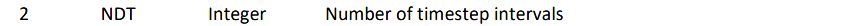 2 NDT Integer Number of timestep intervals